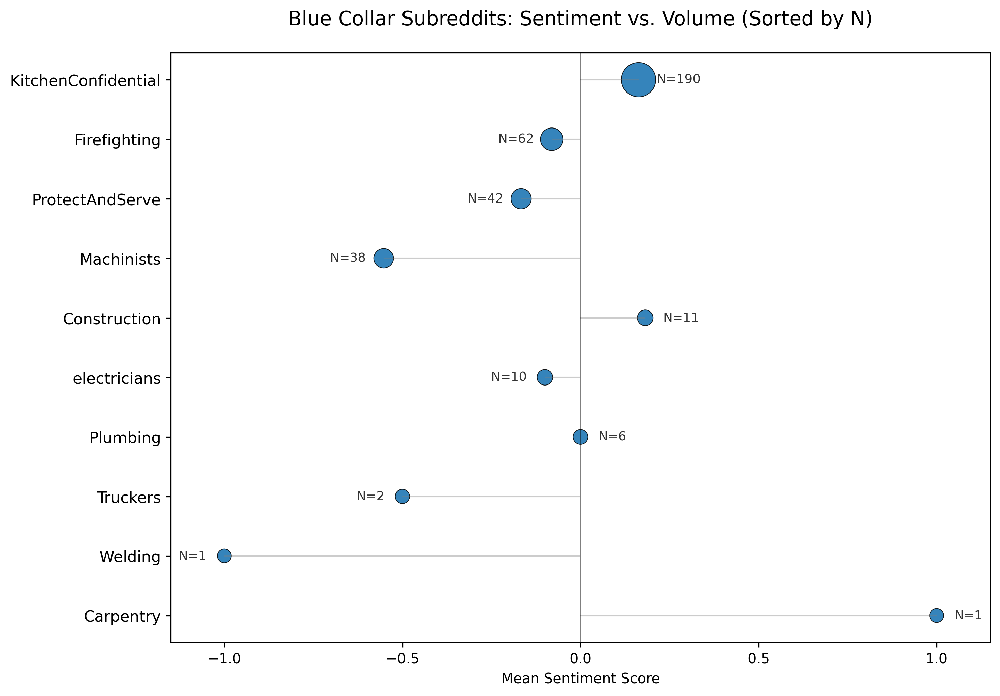 Blue Collar Subreddits: Sentiment vs. Volume (Sorted by N)
KitchenConfidential
N=190
Firefighting
N=62
ProtectAndServe
N=42
Machinists
N=38
Construction
N=11
electricians
N=10
Plumbing
N=6
Truckers
N=2
Welding
N=1
Carpentry
N=1
−1.0
−0.5
0.0
0.5
1.0
Mean Sentiment Score